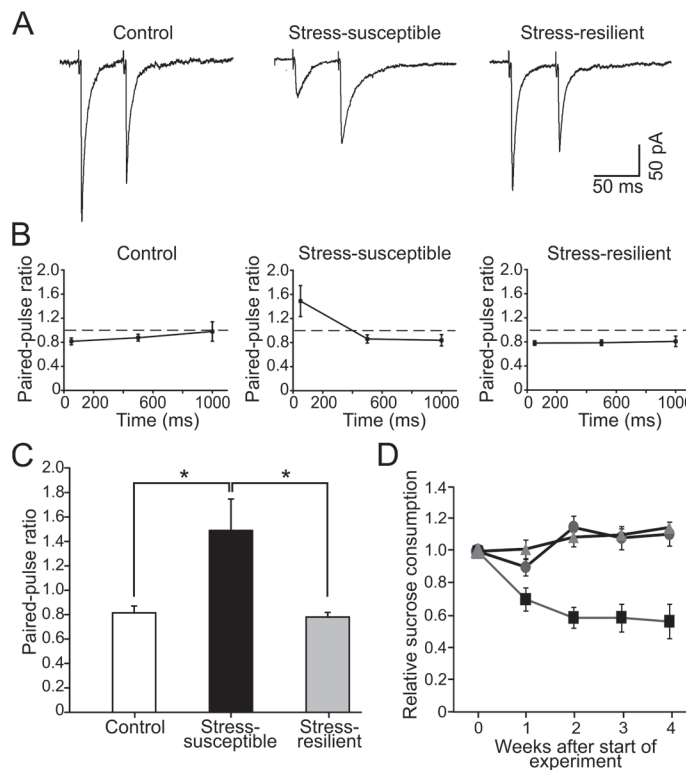 A
Control
Stress-susceptible
Stress-resilient
50 pA
50 ms
B
Control
Stress-susceptible
Stress-resilient
Paired-pulse ratio
2.0
1.6
1.2
0.8
0.4
0
0 200 600 1000
Time (ms)
Paired-pulse ratio
2.0
1.6
1.2
0.8
0.4
0
0 200 600 1000
Time (ms)
Paired-pulse ratio
2.0
1.6
1.2
0.8
0.4
0
0 200 600 1000
Time (ms)
C
Paired-pulse ratio
2.0
1.8
1.6
1.4
1.2
1.0
0.8
0.6
0.4
0.2
0
* *
Control
Stress-
susceptible
Stress-
resilient
D
Relative sucrose consumption
1.4
1.2
1.0
0.8
0.6
0.4
0.2
0
0 1 2 3 4
Weeks after start of
experiment